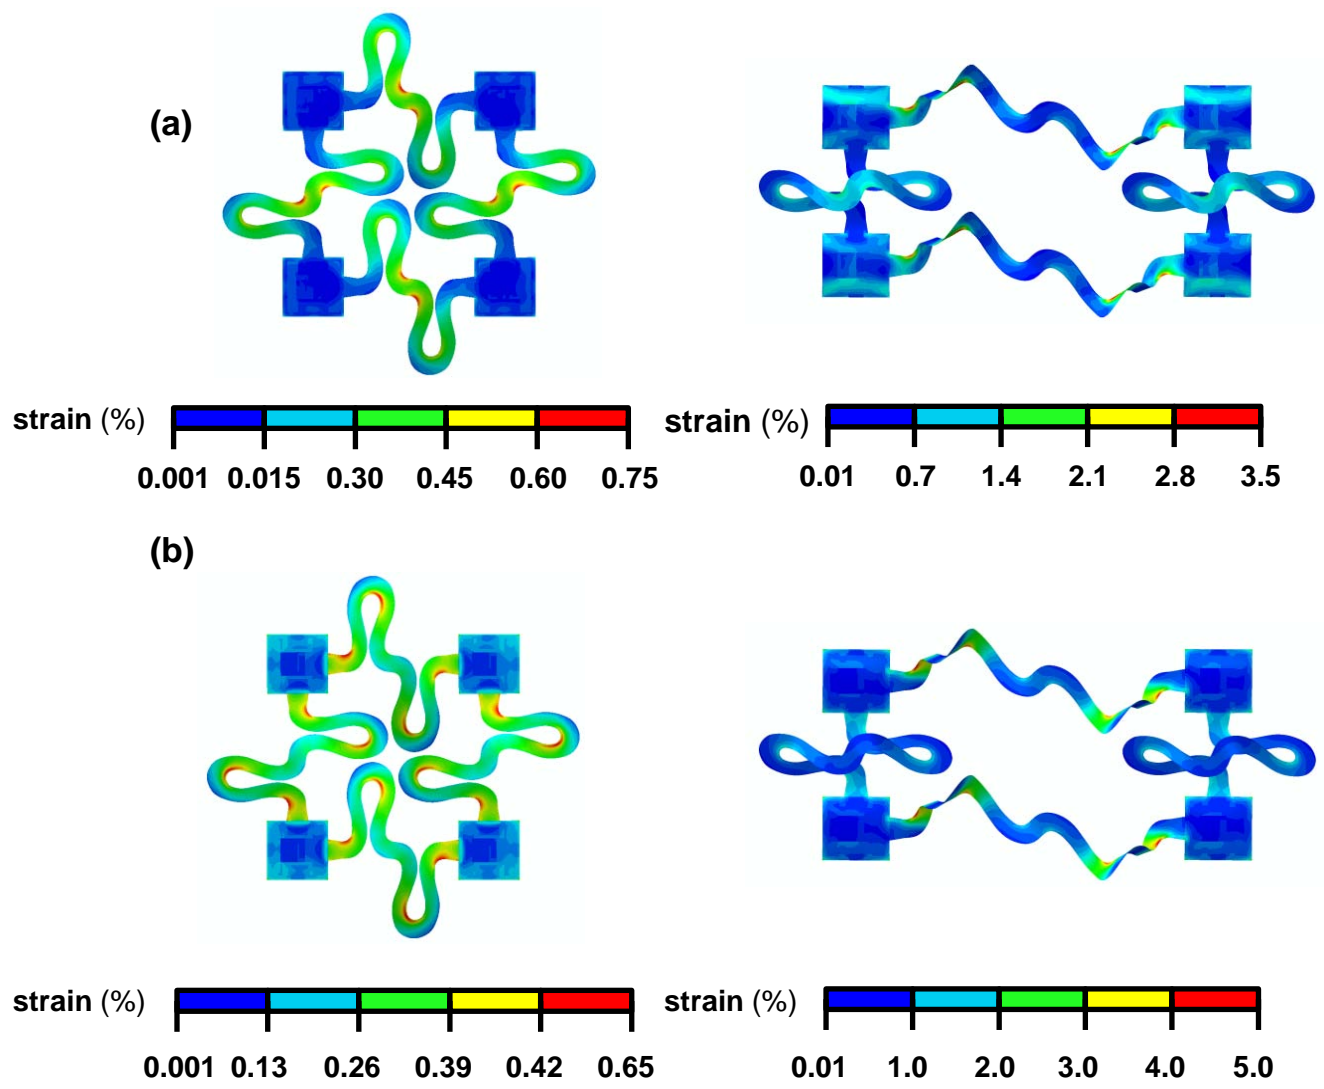 (a)
strain (%)
0.001 0.015 0.30 0.45 0.60 0.75
strain (%)
0.01 0.7 1.4 2.1 2.8 3.5
(b)
strain (%)
0.001 0.13 0.26 0.39 0.42 0.65
strain (%)
0.01 1.0 2.0 3.0 4.0 5.0